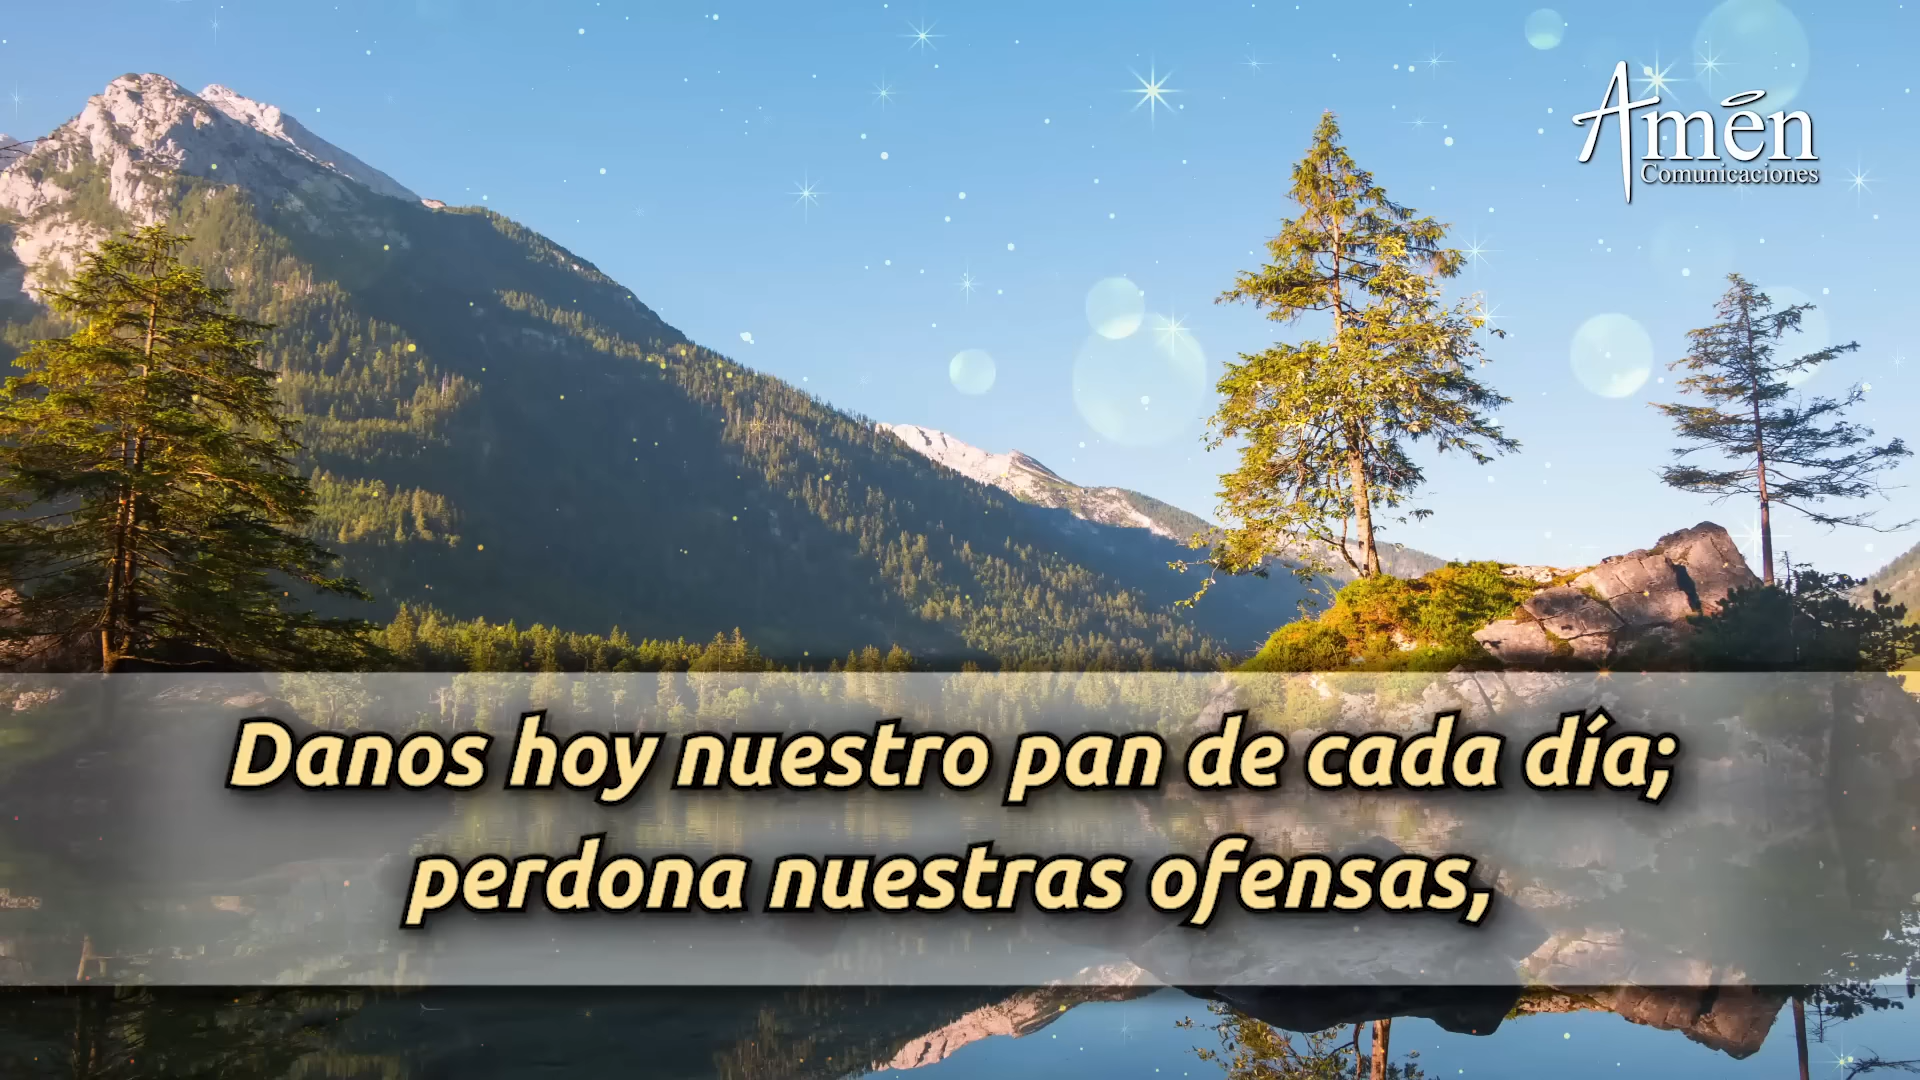 Amén
Comunicaciones
Danos hoy nuestro pan de cada día;
perdona nuestras ofensas,